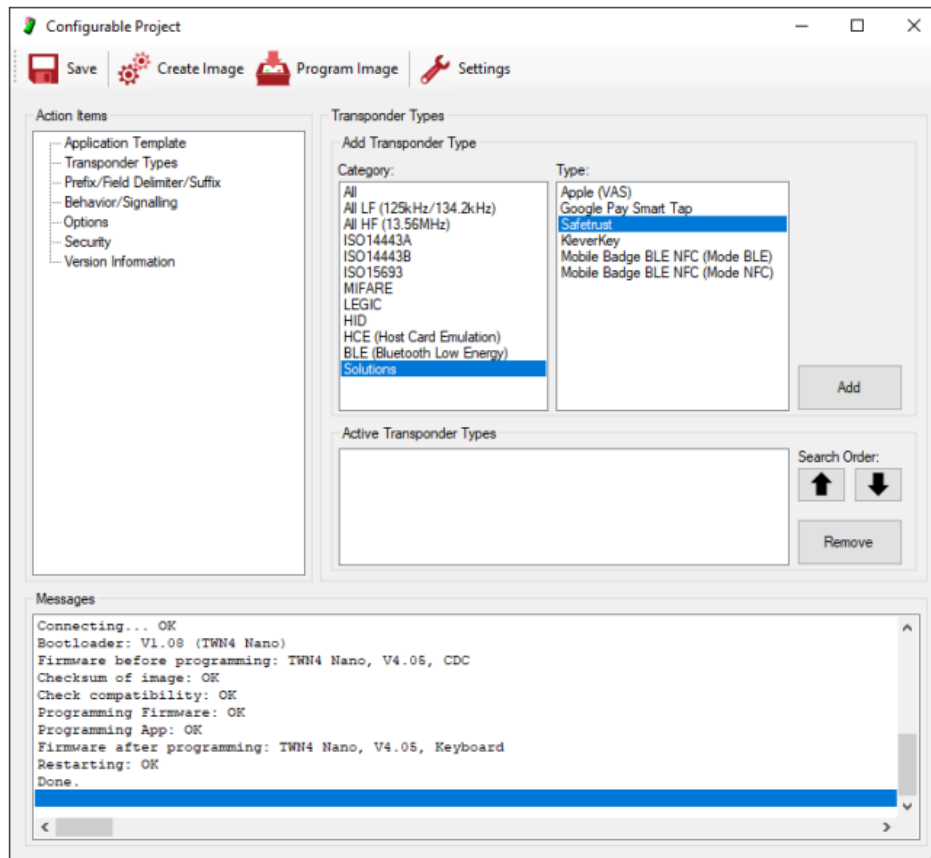 Configurable Project
Save
Create Image
Program Image
Settings
Action Items
Application Template
Transponder Types
Prefix/Field Delimiter/Suffix
Behavior/Signalling
Options
Security
Version Information
Transponder Types
Add Transponder Type
Category:
All
All LF (125kHz/134.2kHz)
All HF (13.56MHz)
ISO14443A
ISO14443B
ISO15693
MIFARE
LEGIC
HID
HCE (Host Card Emulation)
BLE (Bluetooth Low Energy)
Solutions
Type:
Apple (VAS)
Google Pay Smart Tap
Safetrust
KleverKey
Mobile Badge BLE NFC (Mode BLE)
Mobile Badge BLE NFC (Mode NFC)
Add
Active Transponder Types
Search Order:
Remove
Messages
Connecting... OK
Bootloader: V1.08 (TWN4 Nano)
Firmware before programming: TWN4 Nano, V4.05, CDC
Checksum of image: OK
Check compatibility: OK
Programming Firmware: OK
Programming App: OK
Firmware after programming: TWN4 Nano, V4.05, Keyboard
Restarting: OK
Done.